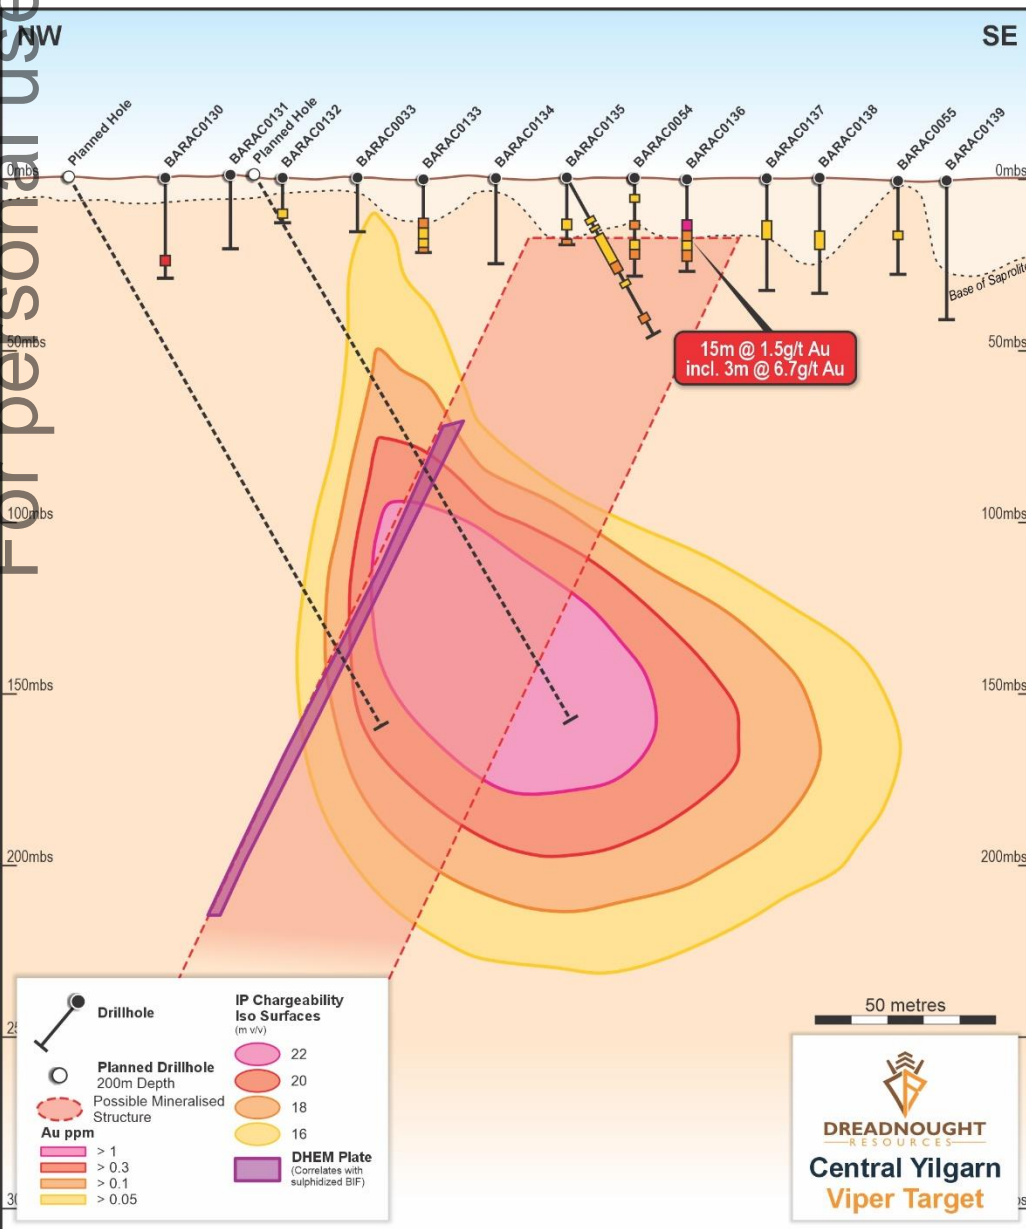 For personal use
NW
SE
Planned Hole
BARAC0130
BARAC0131
Planned Hole
BARAC0132
BARAC0033
BARAC0133
BARAC0134
BARAC0135
BARAC0054
BARAC0136
BARAC0137
BARAC0138
BARAC0055
BARAC0139
0mbs
0mbs
Base of Saprolite
50mbs
50mbs
15m @ 1.5g/t Au
incl. 3m @ 6.7g/t Au
100mbs
100mbs
150mbs
150mbs
200mbs
200mbs
Drillhole
Planned Drillhole
200m Depth
Possible Mineralised
Structure
Au ppm
> 1
> 0.3
> 0.1
> 0.05
IP Chargeability
Iso Surfaces
(m v/v)
22
20
18
16
DHEM Plate
(Correlates with
sulphidized BIF)
50 metres
DREADNOUGHT
RESOURCES
Central Yilgarn
Viper Target